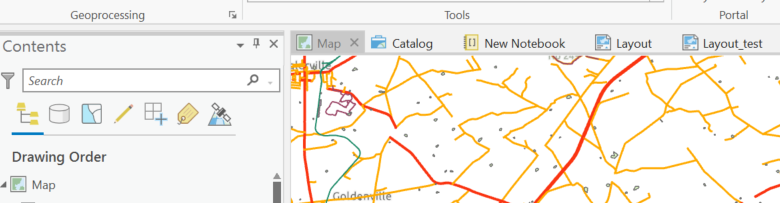 Geoprocessing
Tools
Portal
Contents
Map
Catalog
New Notebook
Layout
Layout_test
Search
Drawing Order
Map
Goldenville